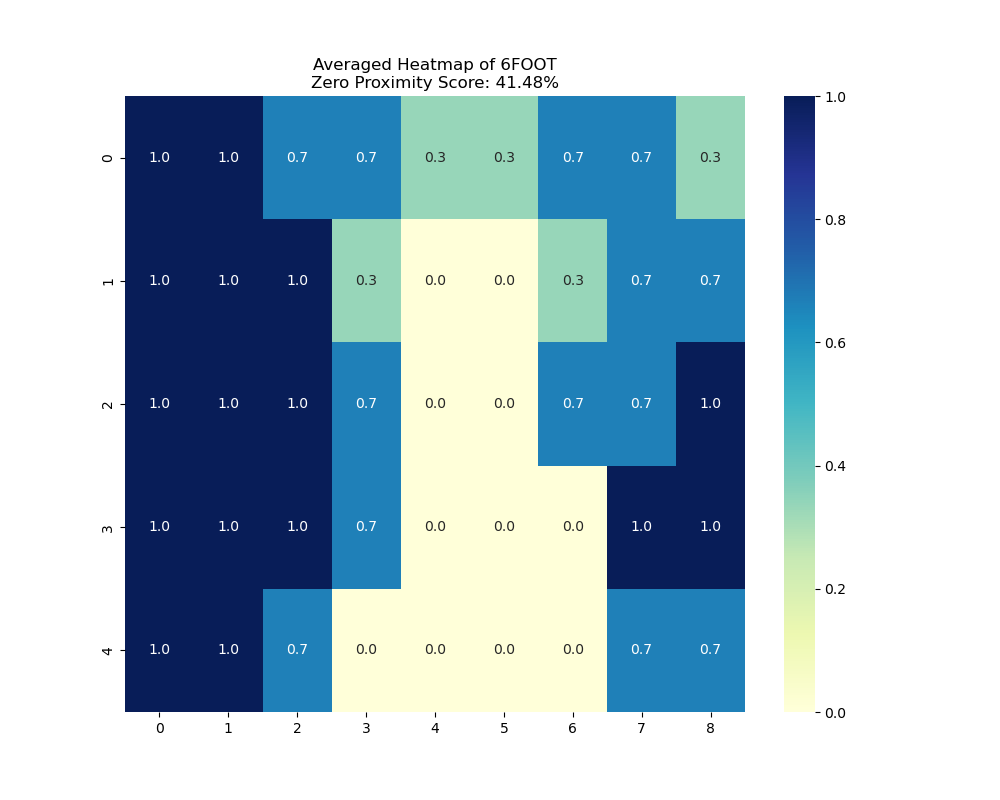 Averaged Heatmap of 6FOOT
Zero Proximity Score: 41.48%
0 1.0 1.0 0.7 0.7 0.3 0.3 0.7 0.7 0.3
1 1.0 1.0 1.0 0.3 0.0 0.0 0.3 0.7 0.7
2 1.0 1.0 1.0 0.7 0.0 0.0 0.7 0.7 1.0
3 1.0 1.0 1.0 0.7 0.0 0.0 0.0 1.0 1.0
4 1.0 1.0 0.7 0.0 0.0 0.0 0.0 0.7 0.7
0 1 2 3 4 5 6 7 8
1.0
0.8
0.6
0.4
0.2
0.0